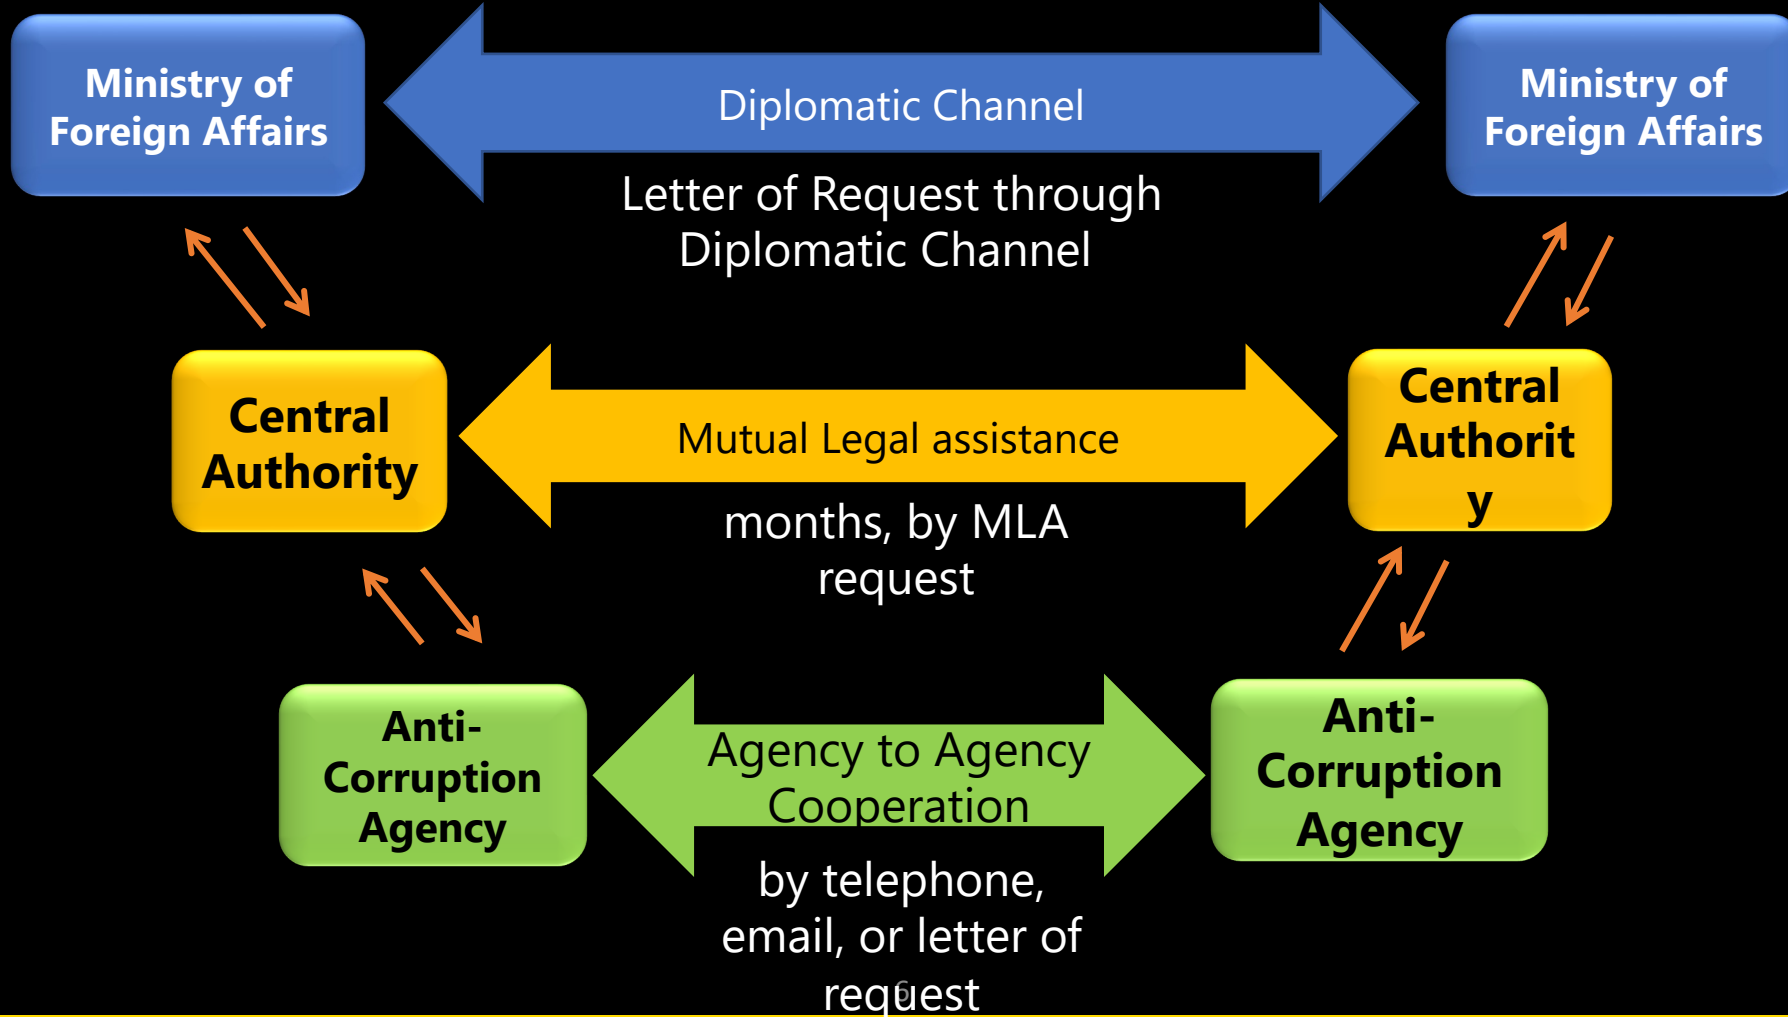 Ministry of
Foreign Affairs
Diplomatic Channel
Ministry of
Foreign Affairs
Letter of Request through
Diplomatic Channel
Central
Authority
Mutual Legal assistance
Central
Authorit
y
months, by MLA
request
Anti-
Corruption
Agency
Agency to Agency
Cooperation
Anti-
Corruption
Agency
by telephone,
email, or letter of
request
6